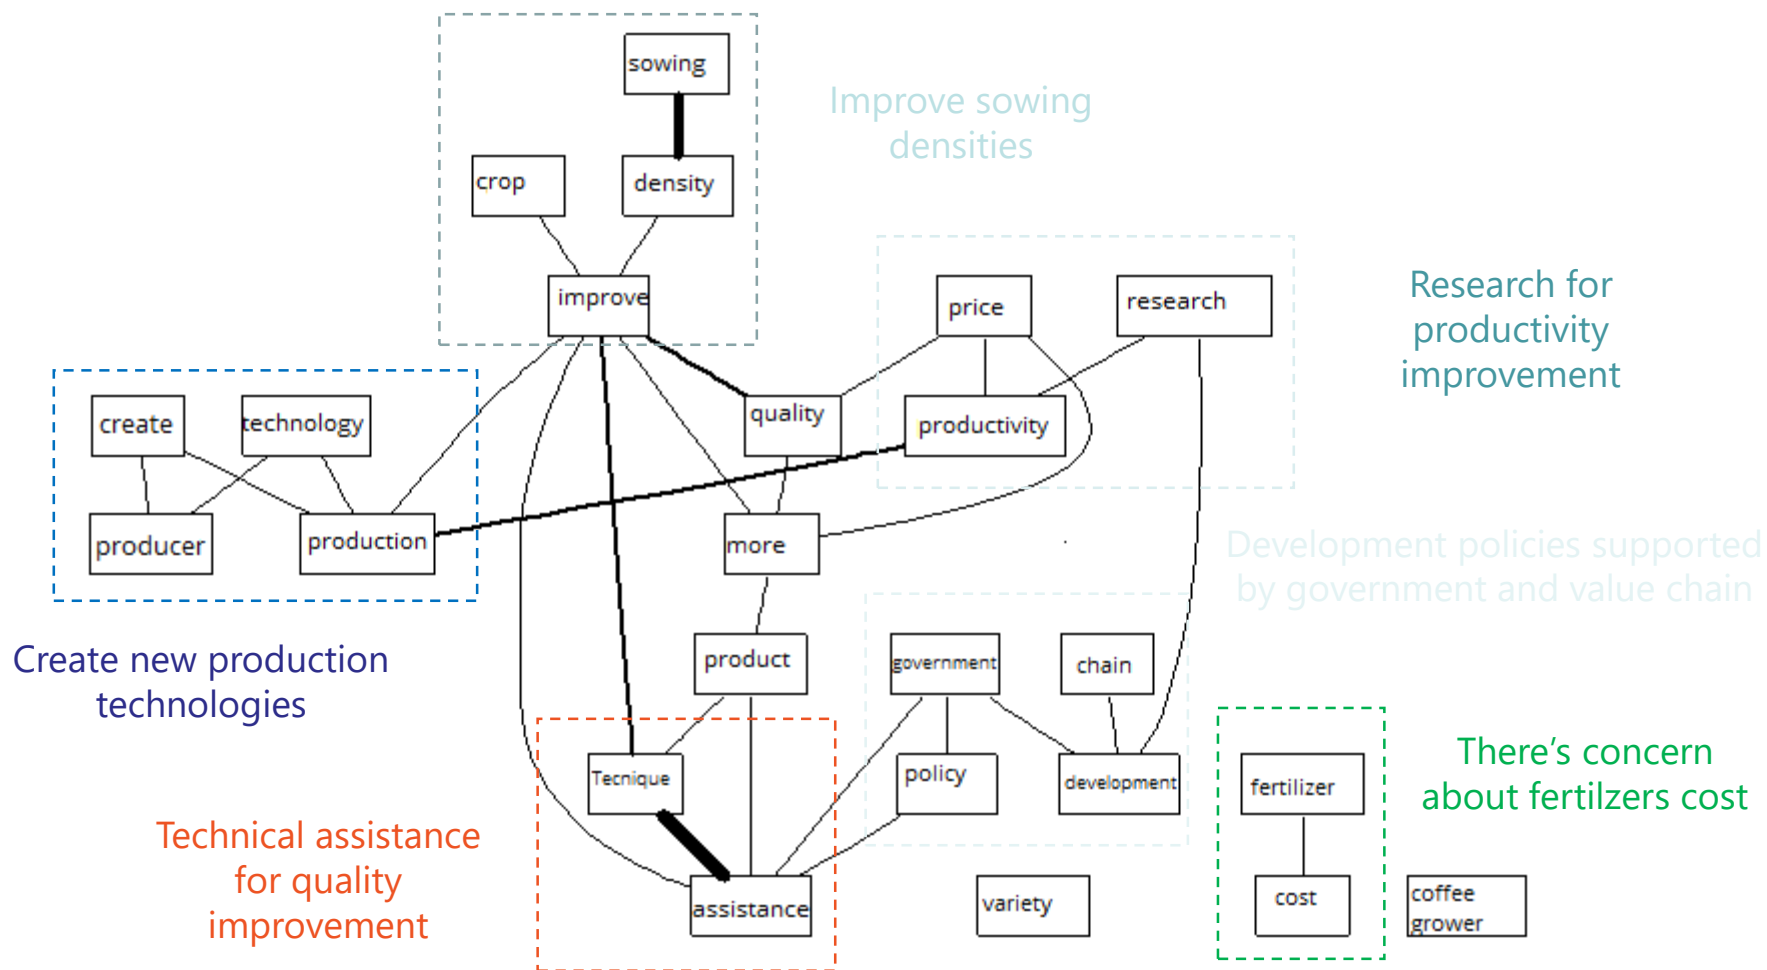 sowing
Improve sowing
densities
crop
density
improve
price
research
Research for
productivity
improvement
create
technology
quality
productivity
producer
production
more
Development policies supported
by government and value chain
Create new production
technologies
product
government
chain
Tecnique
policy
development
fertilizer
There's concern
about fertilzers cost
Technical assistance
for quality
improvement
assistance
variety
cost
coffee
grower